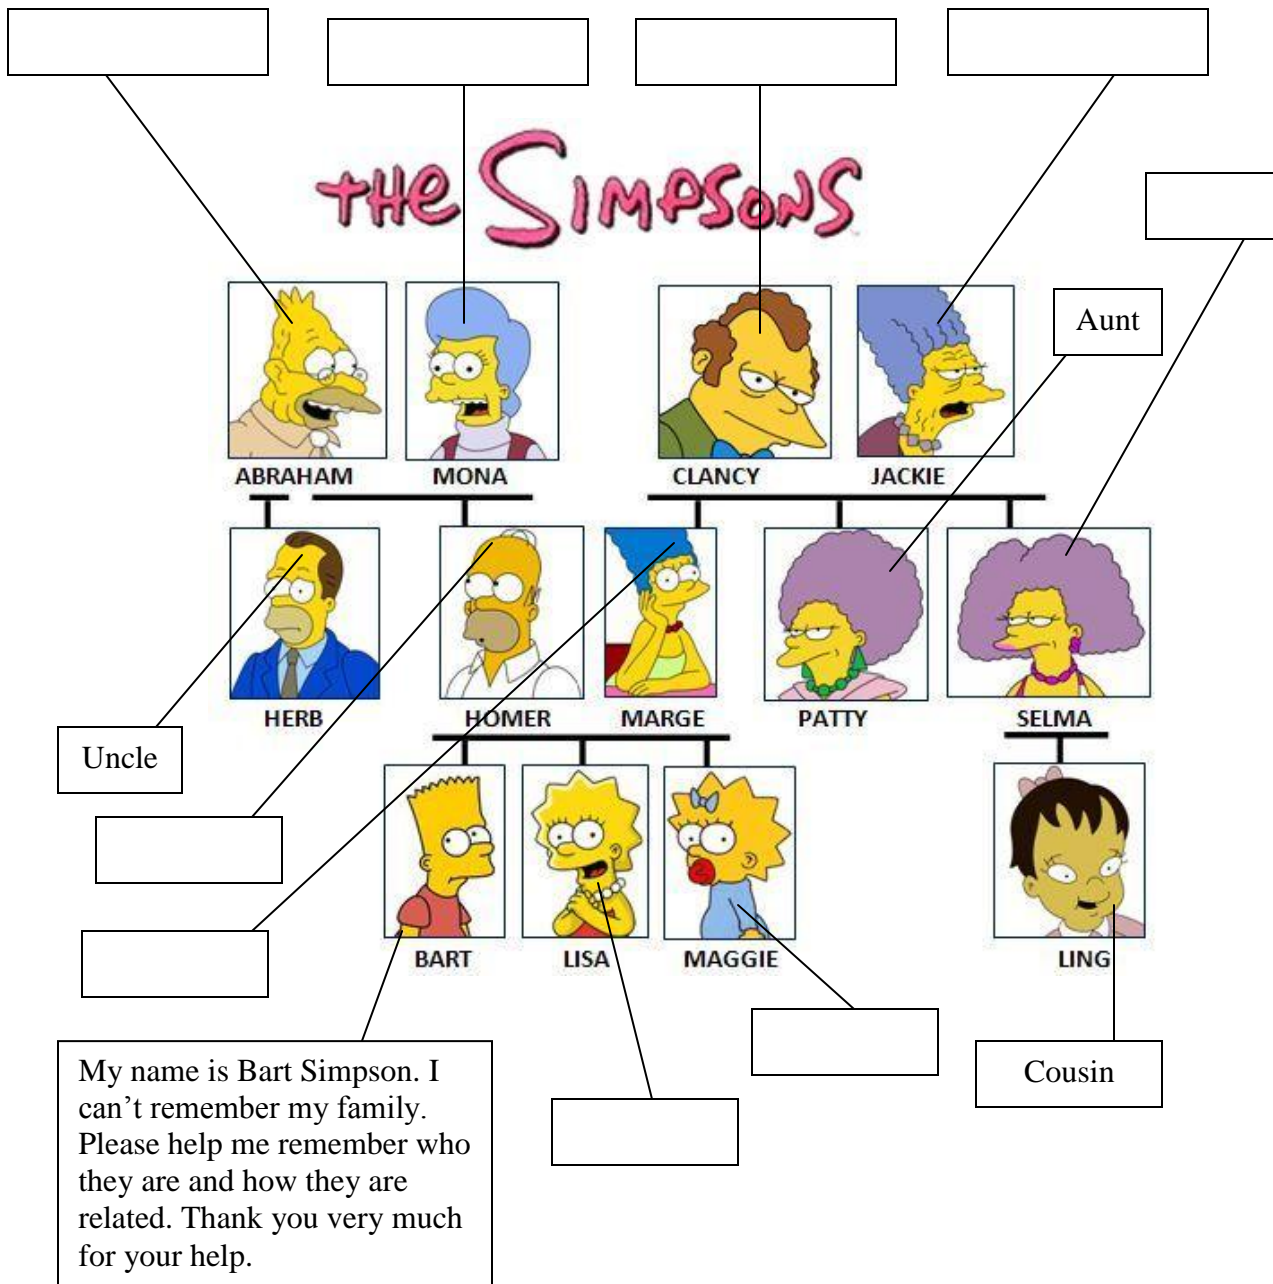 the Simpsons
Aunt
ABRAHAM MONA CLANCY JACKIE
HERB HOMER MARGE PATTY SELMA
Uncle
BART LISA MAGGIE LING
Cousin
My name is Bart Simpson. I
can’t remember my family.
Please help me remember who
they are and how they are
related. Thank you very much
for your help.